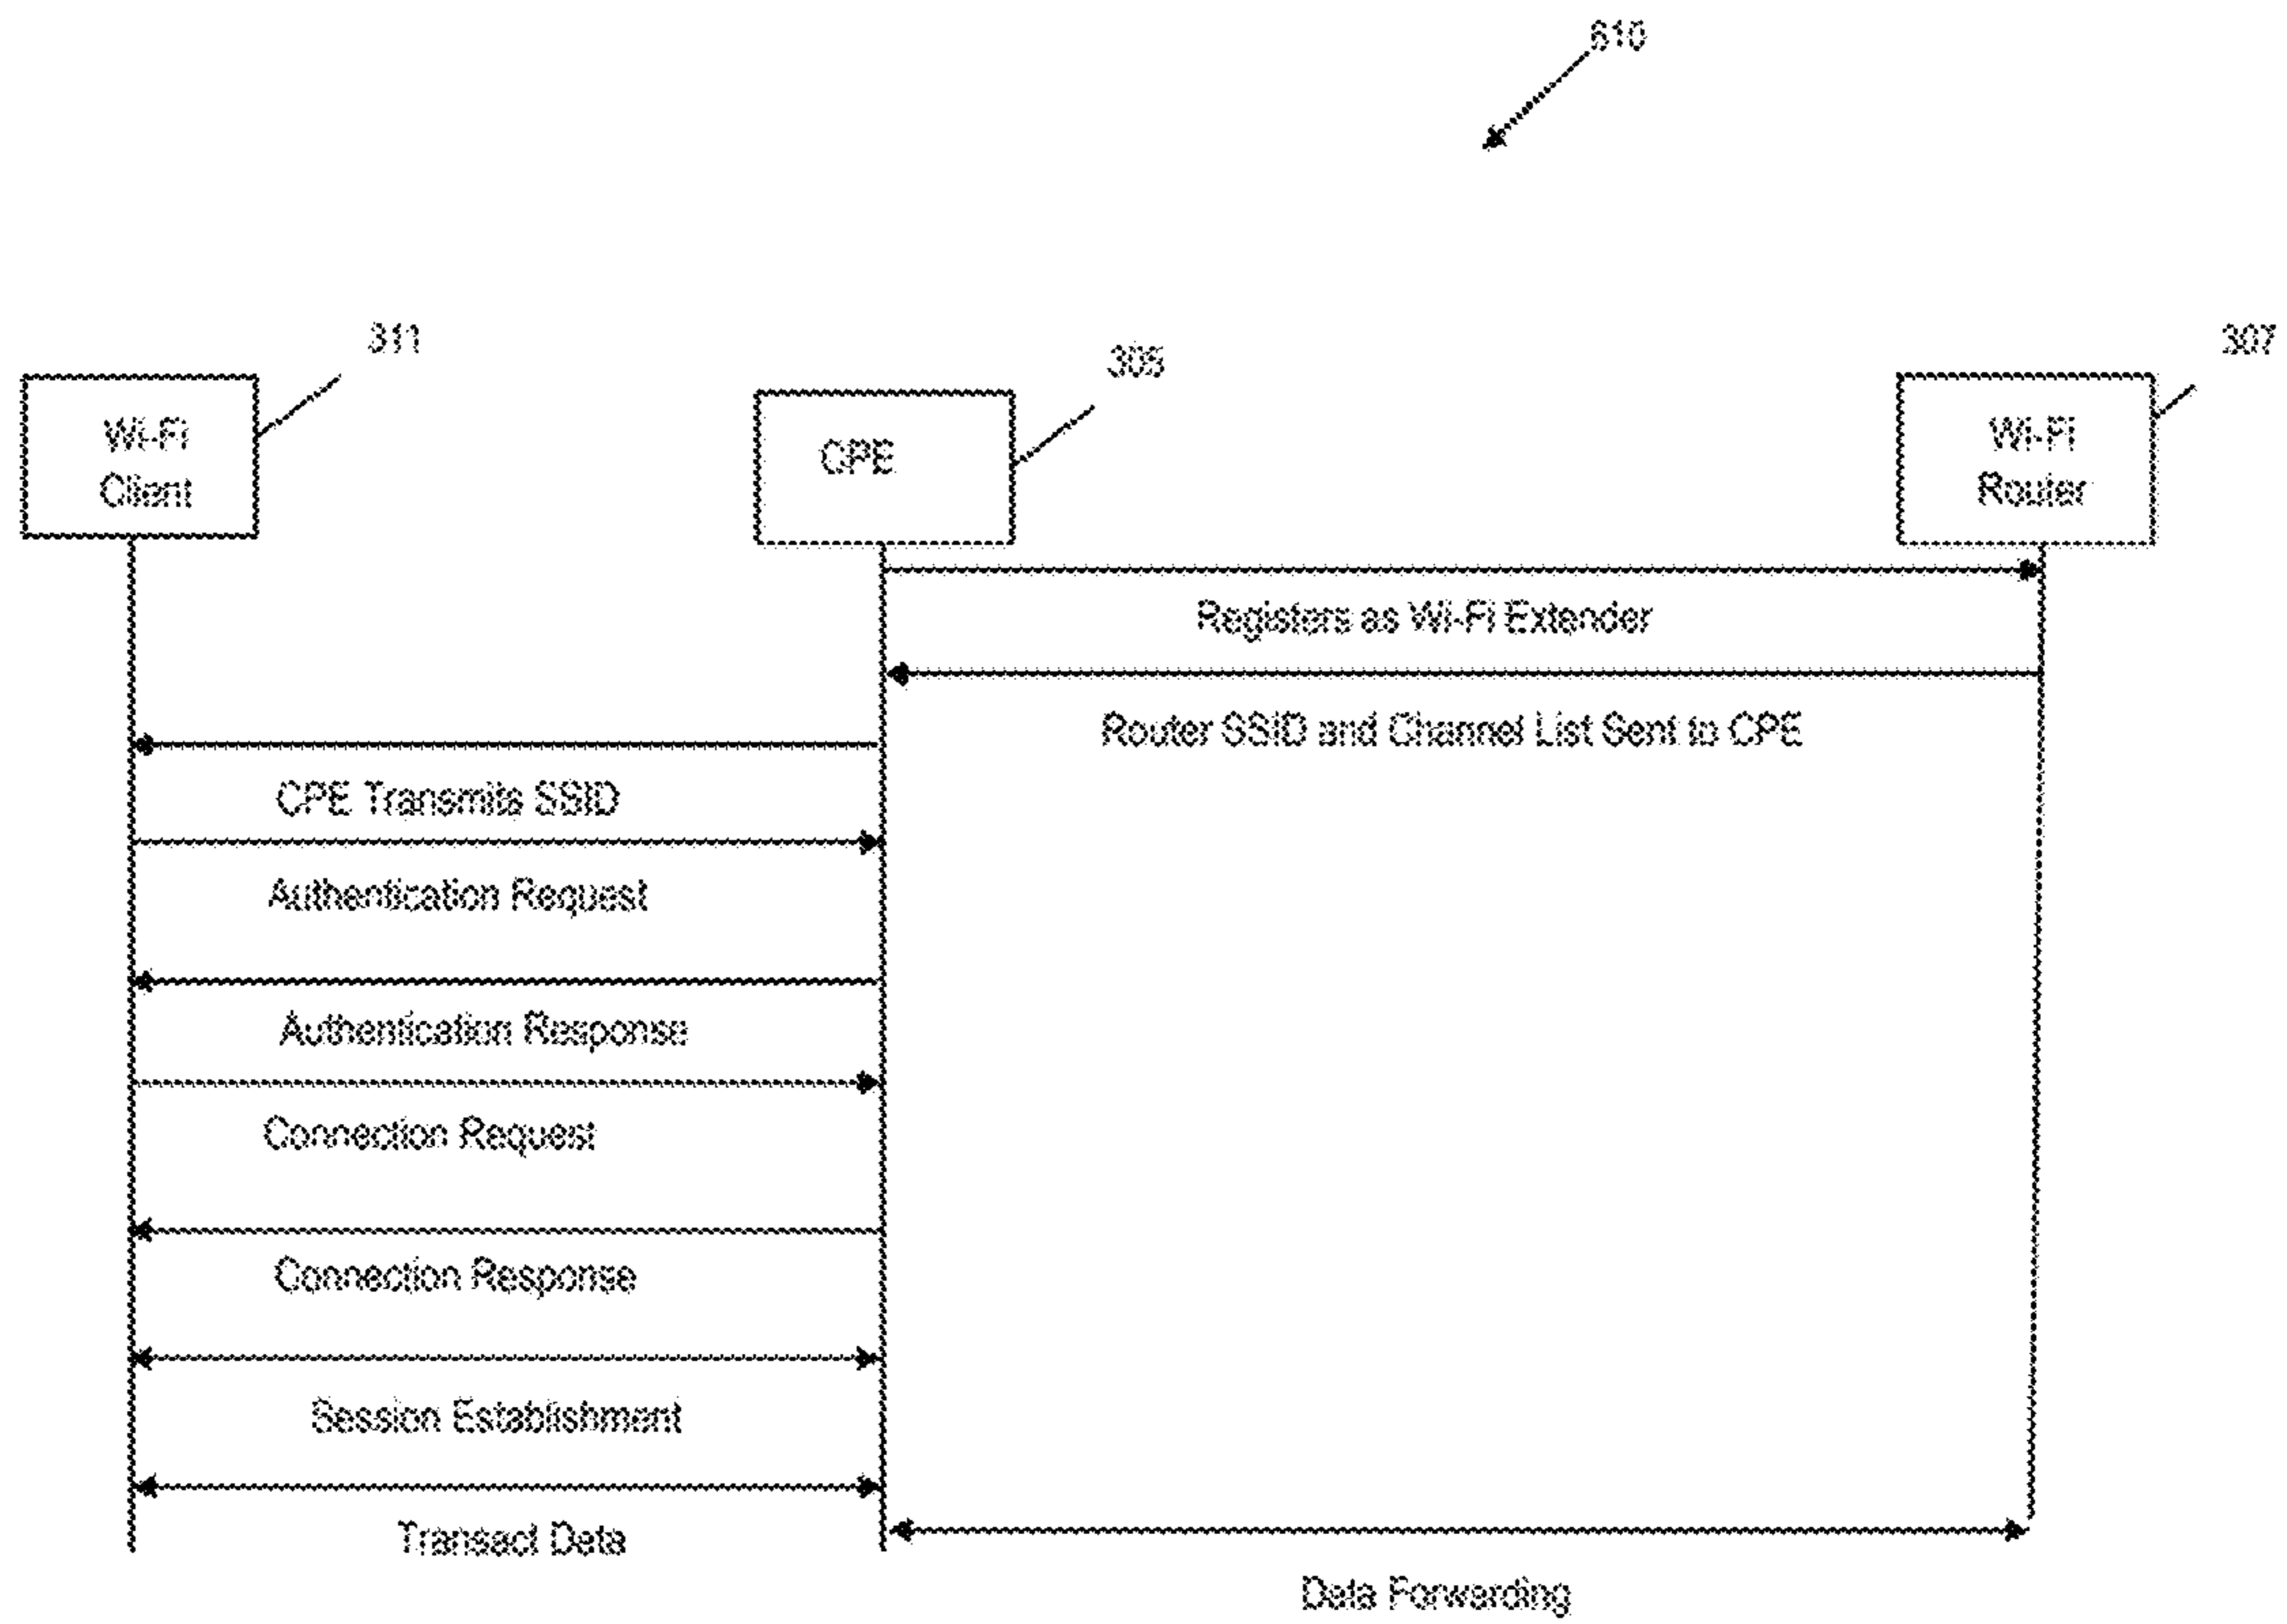 311
305
307
Wi-Fi
Client
CPE
Wi-Fi
Router
Registers as Wi-Fi Extender
Router SSID and Channel List Sent to CPE
CPE Transmits SSID
Authentication Request
Authentication Response
Connection Request
Connection Response
Session Establishment
Transact Data
Data Forwarding